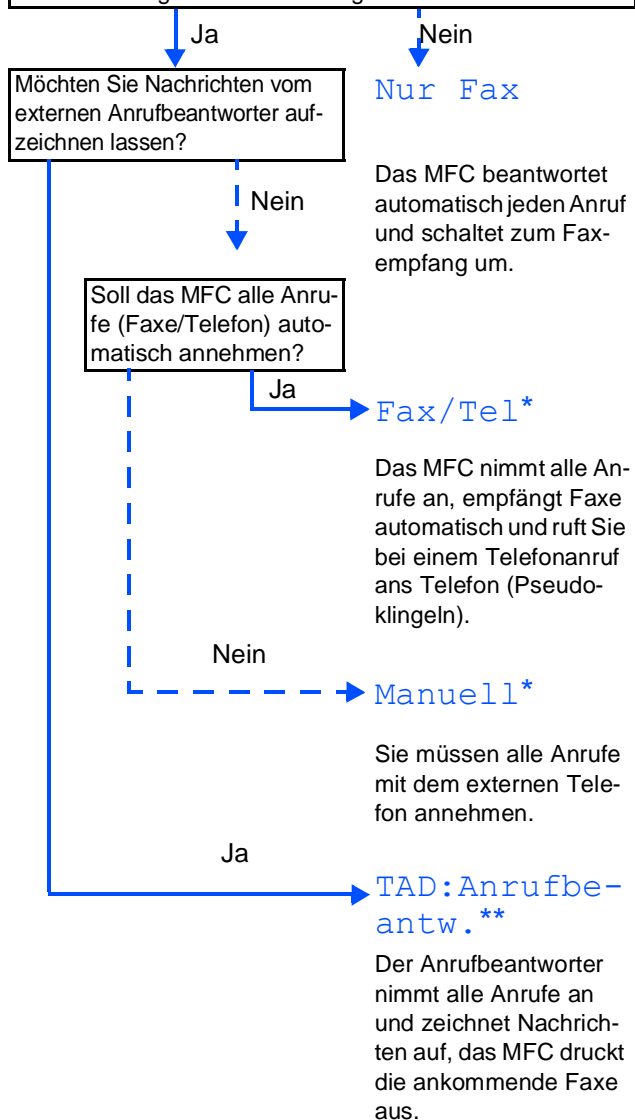 Ja
Nein
Möchten Sie Nachrichten vom
externen Anrufbeantworter auf-
zeichnen lassen?
Nur Fax
Das MFC beantwortet
automatisch jeden Anruf
und schaltet zum Fax-
empfang um.
Nein
Soll das MFC alle Anru-
fe (Faxe/Telefon) auto-
matisch annehmen?
Ja
Fax/Tel*
Das MFC nimmt alle An-
rufe an, empfängt Faxe
automatisch und ruft Sie
bei einem Telefonanruf
ans Telefon (Pseudo-
klingeln).
Nein
Manuell*
Sie müssen alle Anrufe
mit dem externen Tele-
fon annehmen.
Ja
TAD:Anrufbe-
antw.**
Der Anrufbeantworter
nimmt alle Anrufe an
und zeichnet Nachrich-
ten auf, das MFC druckt
die ankommende Faxe
aus.